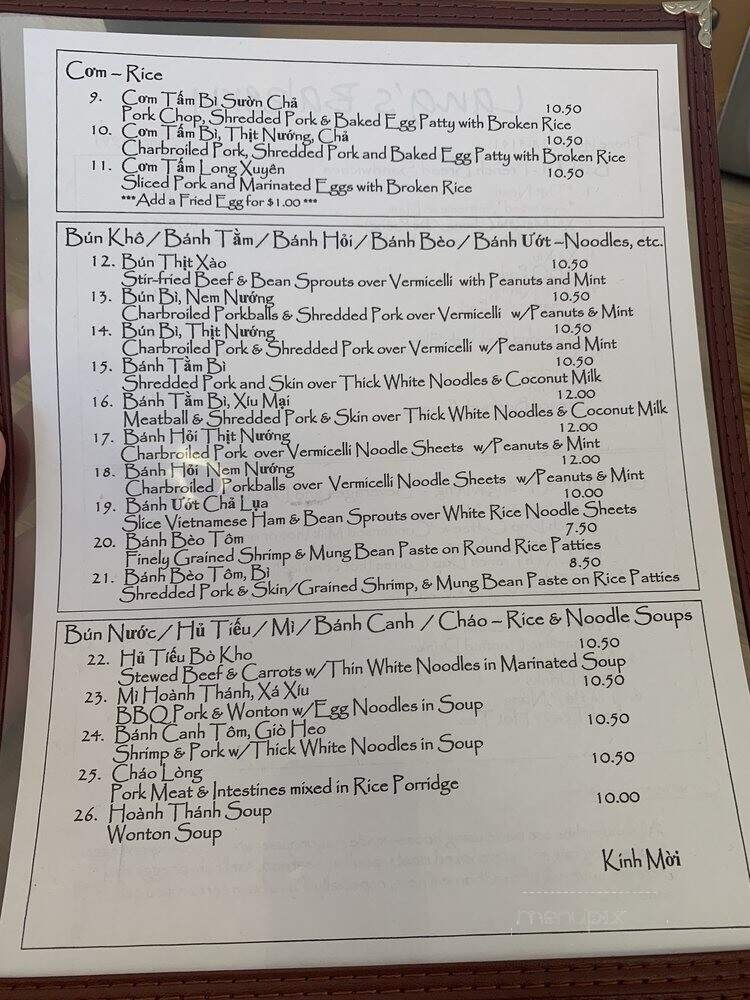 Cơm – Rice
9. Cơm Tấm Bì Sườn Chả 10.50
Pork Chop, Shredded Pork & Baked Egg Patty with Broken Rice
10. Cơm Tấm Bì, Thịt Nướng, Chả 10.50
Charbroiled Pork, Shredded Pork and Baked Egg Patty with Broken Rice
11. Cơm Tấm Long Xuyên 10.50
Sliced Pork and Marinated Eggs with Broken Rice
***Add a Fried Egg for $1.00 ***
Bún Khô / Bánh Tằm / Bánh Hỏi / Bánh Bèo / Bánh Ướt –Noodles, etc.
12. Bún Thịt Xào 10.50
Stir-fried Beef & Bean Sprouts over Vermicelli with Peanuts and Mint
13. Bún Bì, Nem Nướng 10.50
Charbroiled Porkballs & Shredded Pork over Vermicelli w/Peanuts & Mint
14. Bún Bì, Thịt Nướng 10.50
Charbroiled Pork & Shredded Pork over Vermicelli w/Peanuts and Mint
15. Bánh Tằm Bì 10.50
Shredded Pork and Skin over Thick White Noodles & Coconut Milk
16. Bánh Tằm Bì, Xíu Mại 12.00
Meatball & Shredded Pork & Skin over Thick White Noodles & Coconut Milk
17. Bánh Hỏi Thịt Nướng 12.00
Charbroiled Pork over Vermicelli Noodle Sheets w/Peanuts & Mint
18. Bánh Hỏi Nem Nướng 12.00
Charbroiled Porkballs over Vermicelli Noodle Sheets w/Peanuts & Mint
19. Bánh Ướt Chả Lụa 10.00
Slice Vietnamese Ham & Bean Sprouts over White Rice Noodle Sheets
20. Bánh Bèo Tôm 7.50
Finely Grained Shrimp & Mung Bean Paste on Round Rice Patties
21. Bánh Bèo Tôm, Bì 8.50
Shredded Pork & Skin/Grained Shrimp, & Mung Bean Paste on Rice Patties
Bún Nước / Hủ Tiếu / Mì / Bánh Canh / Cháo – Rice & Noodle Soups
22. Hủ Tiếu Bò Kho 10.50
Stewed Beef & Carrots w/Thin White Noodles in Marinated Soup
23. Mì Hoành Thánh, Xá Xíu 10.50
BBQ Pork & Wonton w/Egg Noodles in Soup
24. Bánh Canh Tôm, Giò Heo 10.50
Shrimp & Pork w/Thick White Noodles in Soup
25. Cháo Lòng 10.50
Pork Meat & Intestines mixed in Rice Porridge
26. Hoành Thánh Soup 10.00
Wonton Soup
Kính Mời